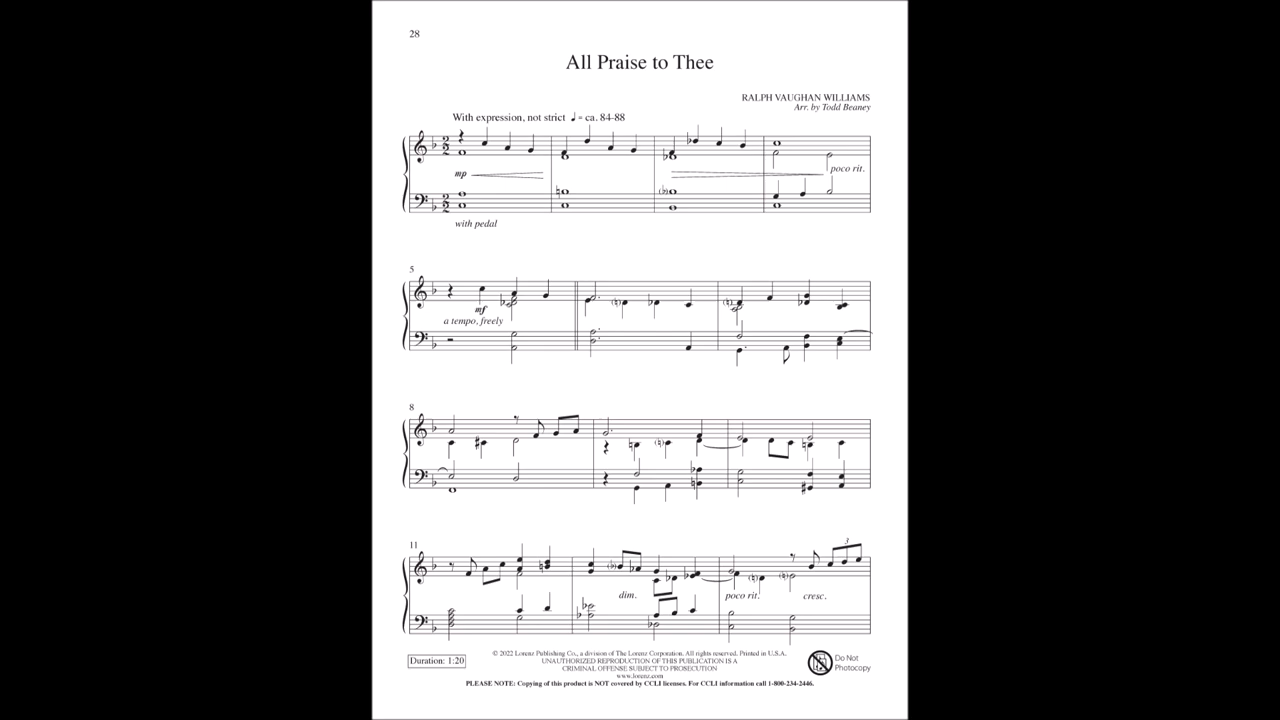 28
All Praise to Thee
RALPH VAUGHAN WILLIAMS
Arr. by Todd Beaney
With expression, not strict ♩ = ca. 84-88
mp
poco rit.
with pedal
5
mf
a tempo, freely
8
11
3
dim.
poco rit.
cresc.
Duration: 1:20
© 2022 Lorenz Publishing Co., a division of The Lorenz Corporation. All rights reserved. Printed in U.S.A.
UNAUTHORIZED REPRODUCTION OF THIS PUBLICATION IS A
CRIMINAL OFFENSE SUBJECT TO PROSECUTION
www.lorenz.com
PLEASE NOTE: Copying of this product is NOT covered by CCLI licenses. For CCLI information call 1-800-234-2446.
Do Not
Photocopy